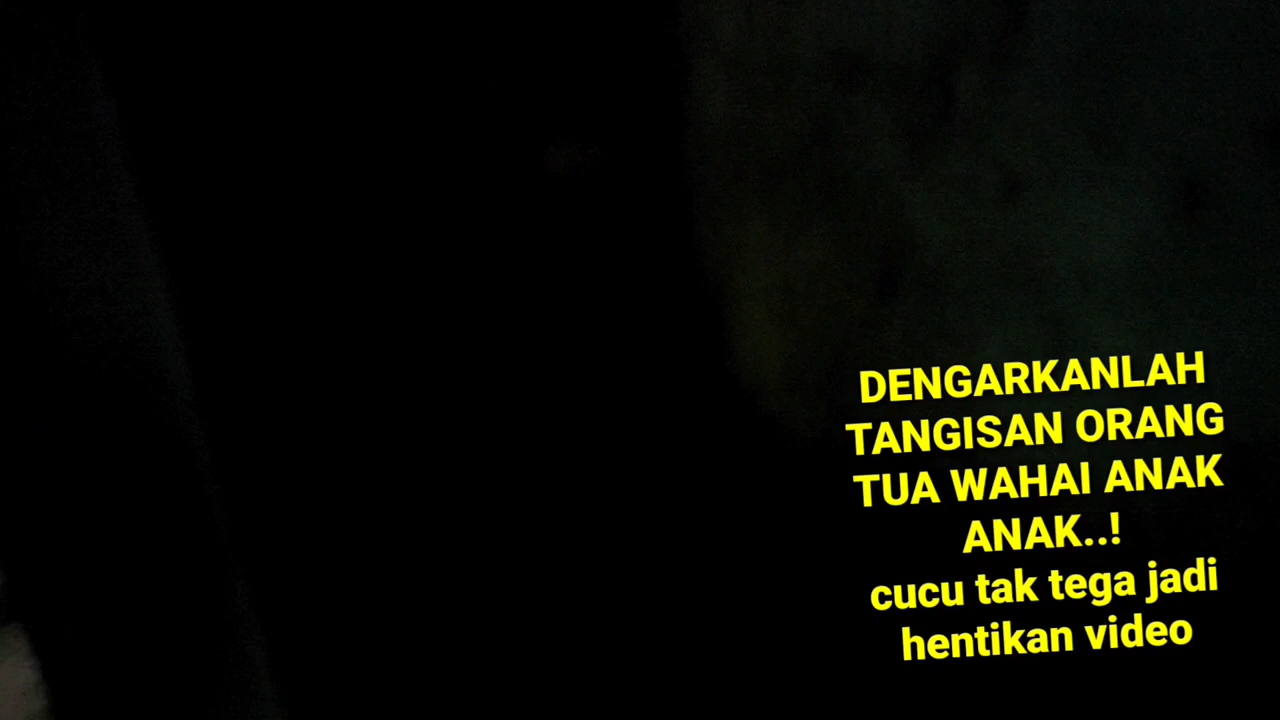 DENGARKANLAH
TANGISAN ORANG
TUA WAHAI ANAK
ANAK..!
cucu tak tega jadi
hentikan video